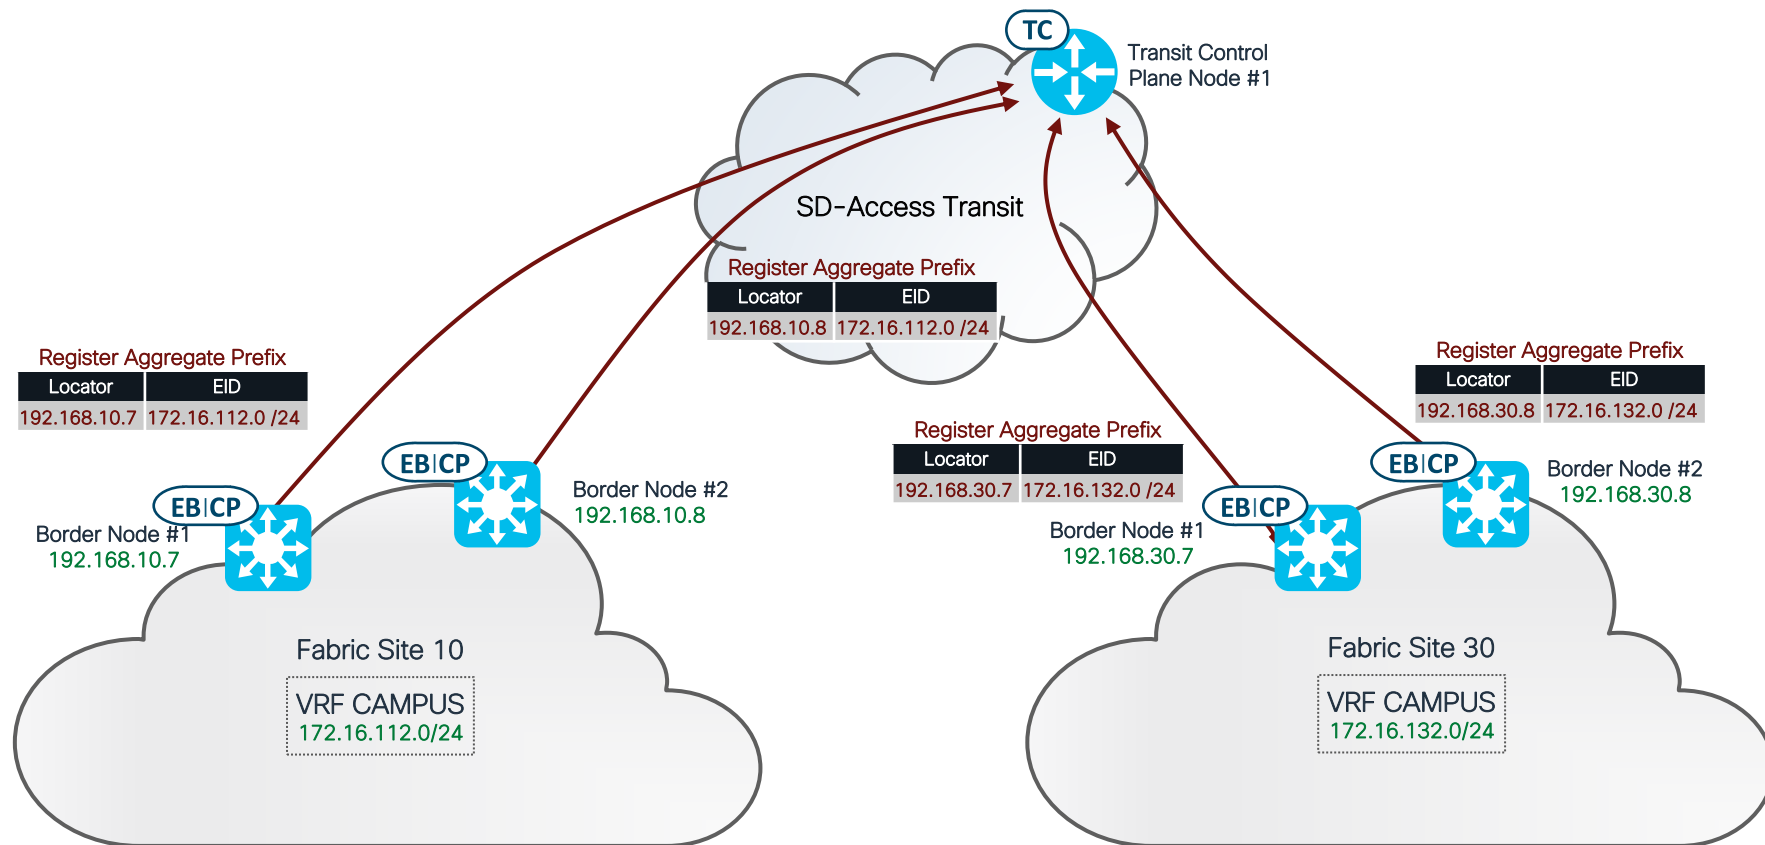 TC
Transit Control
Plane Node #1
SD-Access Transit
Register Aggregate Prefix
Locator EID
192.168.10.8 172.16.112.0 /24
Register Aggregate Prefix
Locator EID
192.168.10.7 172.16.112.0 /24
Register Aggregate Prefix
Locator EID
192.168.30.8 172.16.132.0 /24
Register Aggregate Prefix
Locator EID
192.168.30.7 172.16.132.0 /24
EB|CP
Border Node #2
192.168.10.8
EB|CP
Border Node #1
192.168.10.7
EB|CP
Border Node #2
192.168.30.8
EB|CP
Border Node #1
192.168.30.7
Fabric Site 10
VRF CAMPUS
172.16.112.0/24
Fabric Site 30
VRF CAMPUS
172.16.132.0/24